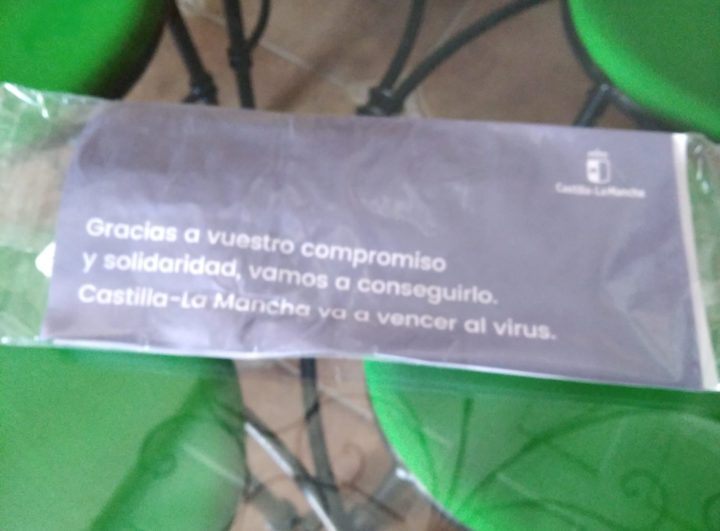 Castilla-La Mancha
Gracias a vuestro compromiso
y solidaridad, vamos a conseguirlo.
Castilla-La Mancha va a vencer al virus.